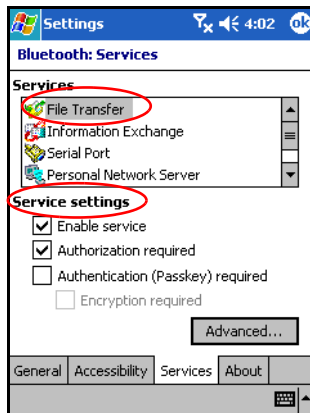 Settings 4:02 ok
Bluetooth: Services
Services
File Transfer
Information Exchange
Serial Port
Personal Network Server
Service settings
Enable service
Authorization required
Authentication (Passkey) required
Encryption required
Advanced...
General Accessibility Services About